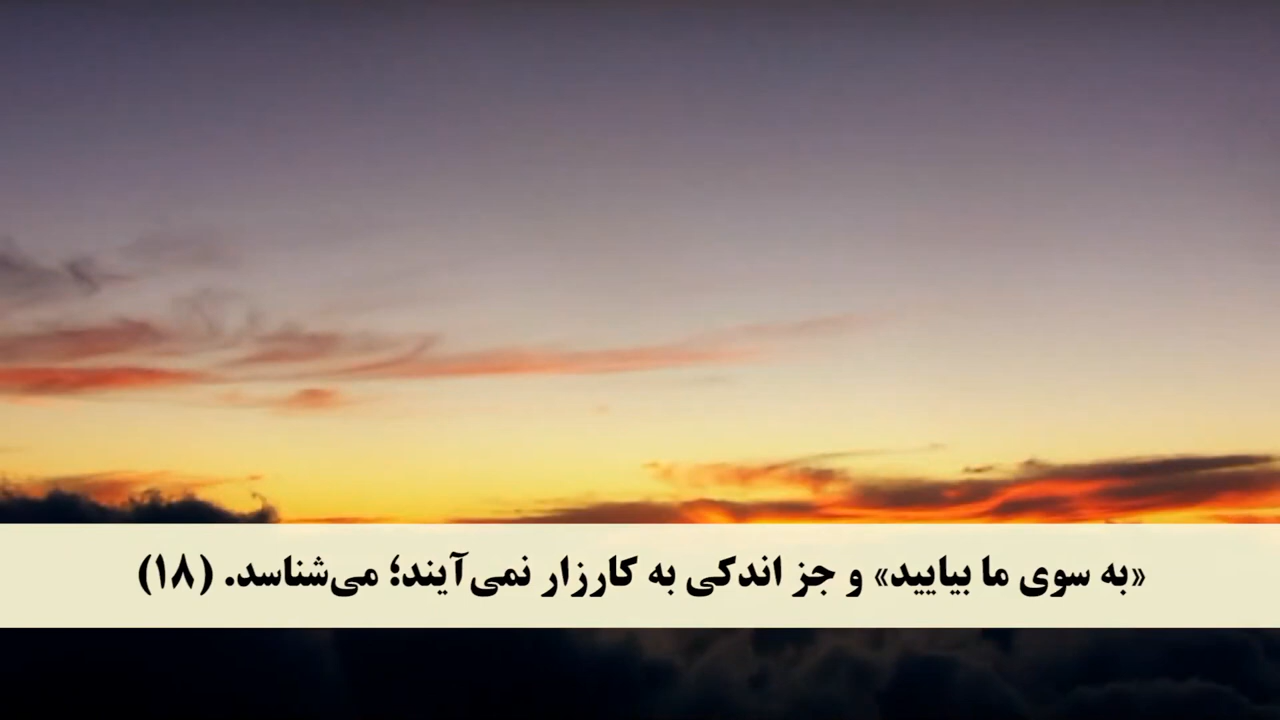 «به سوی ما بیایید» و جز اندکی به کارزار نمی‌آیند؛ می‌شناسد. (۱۸)